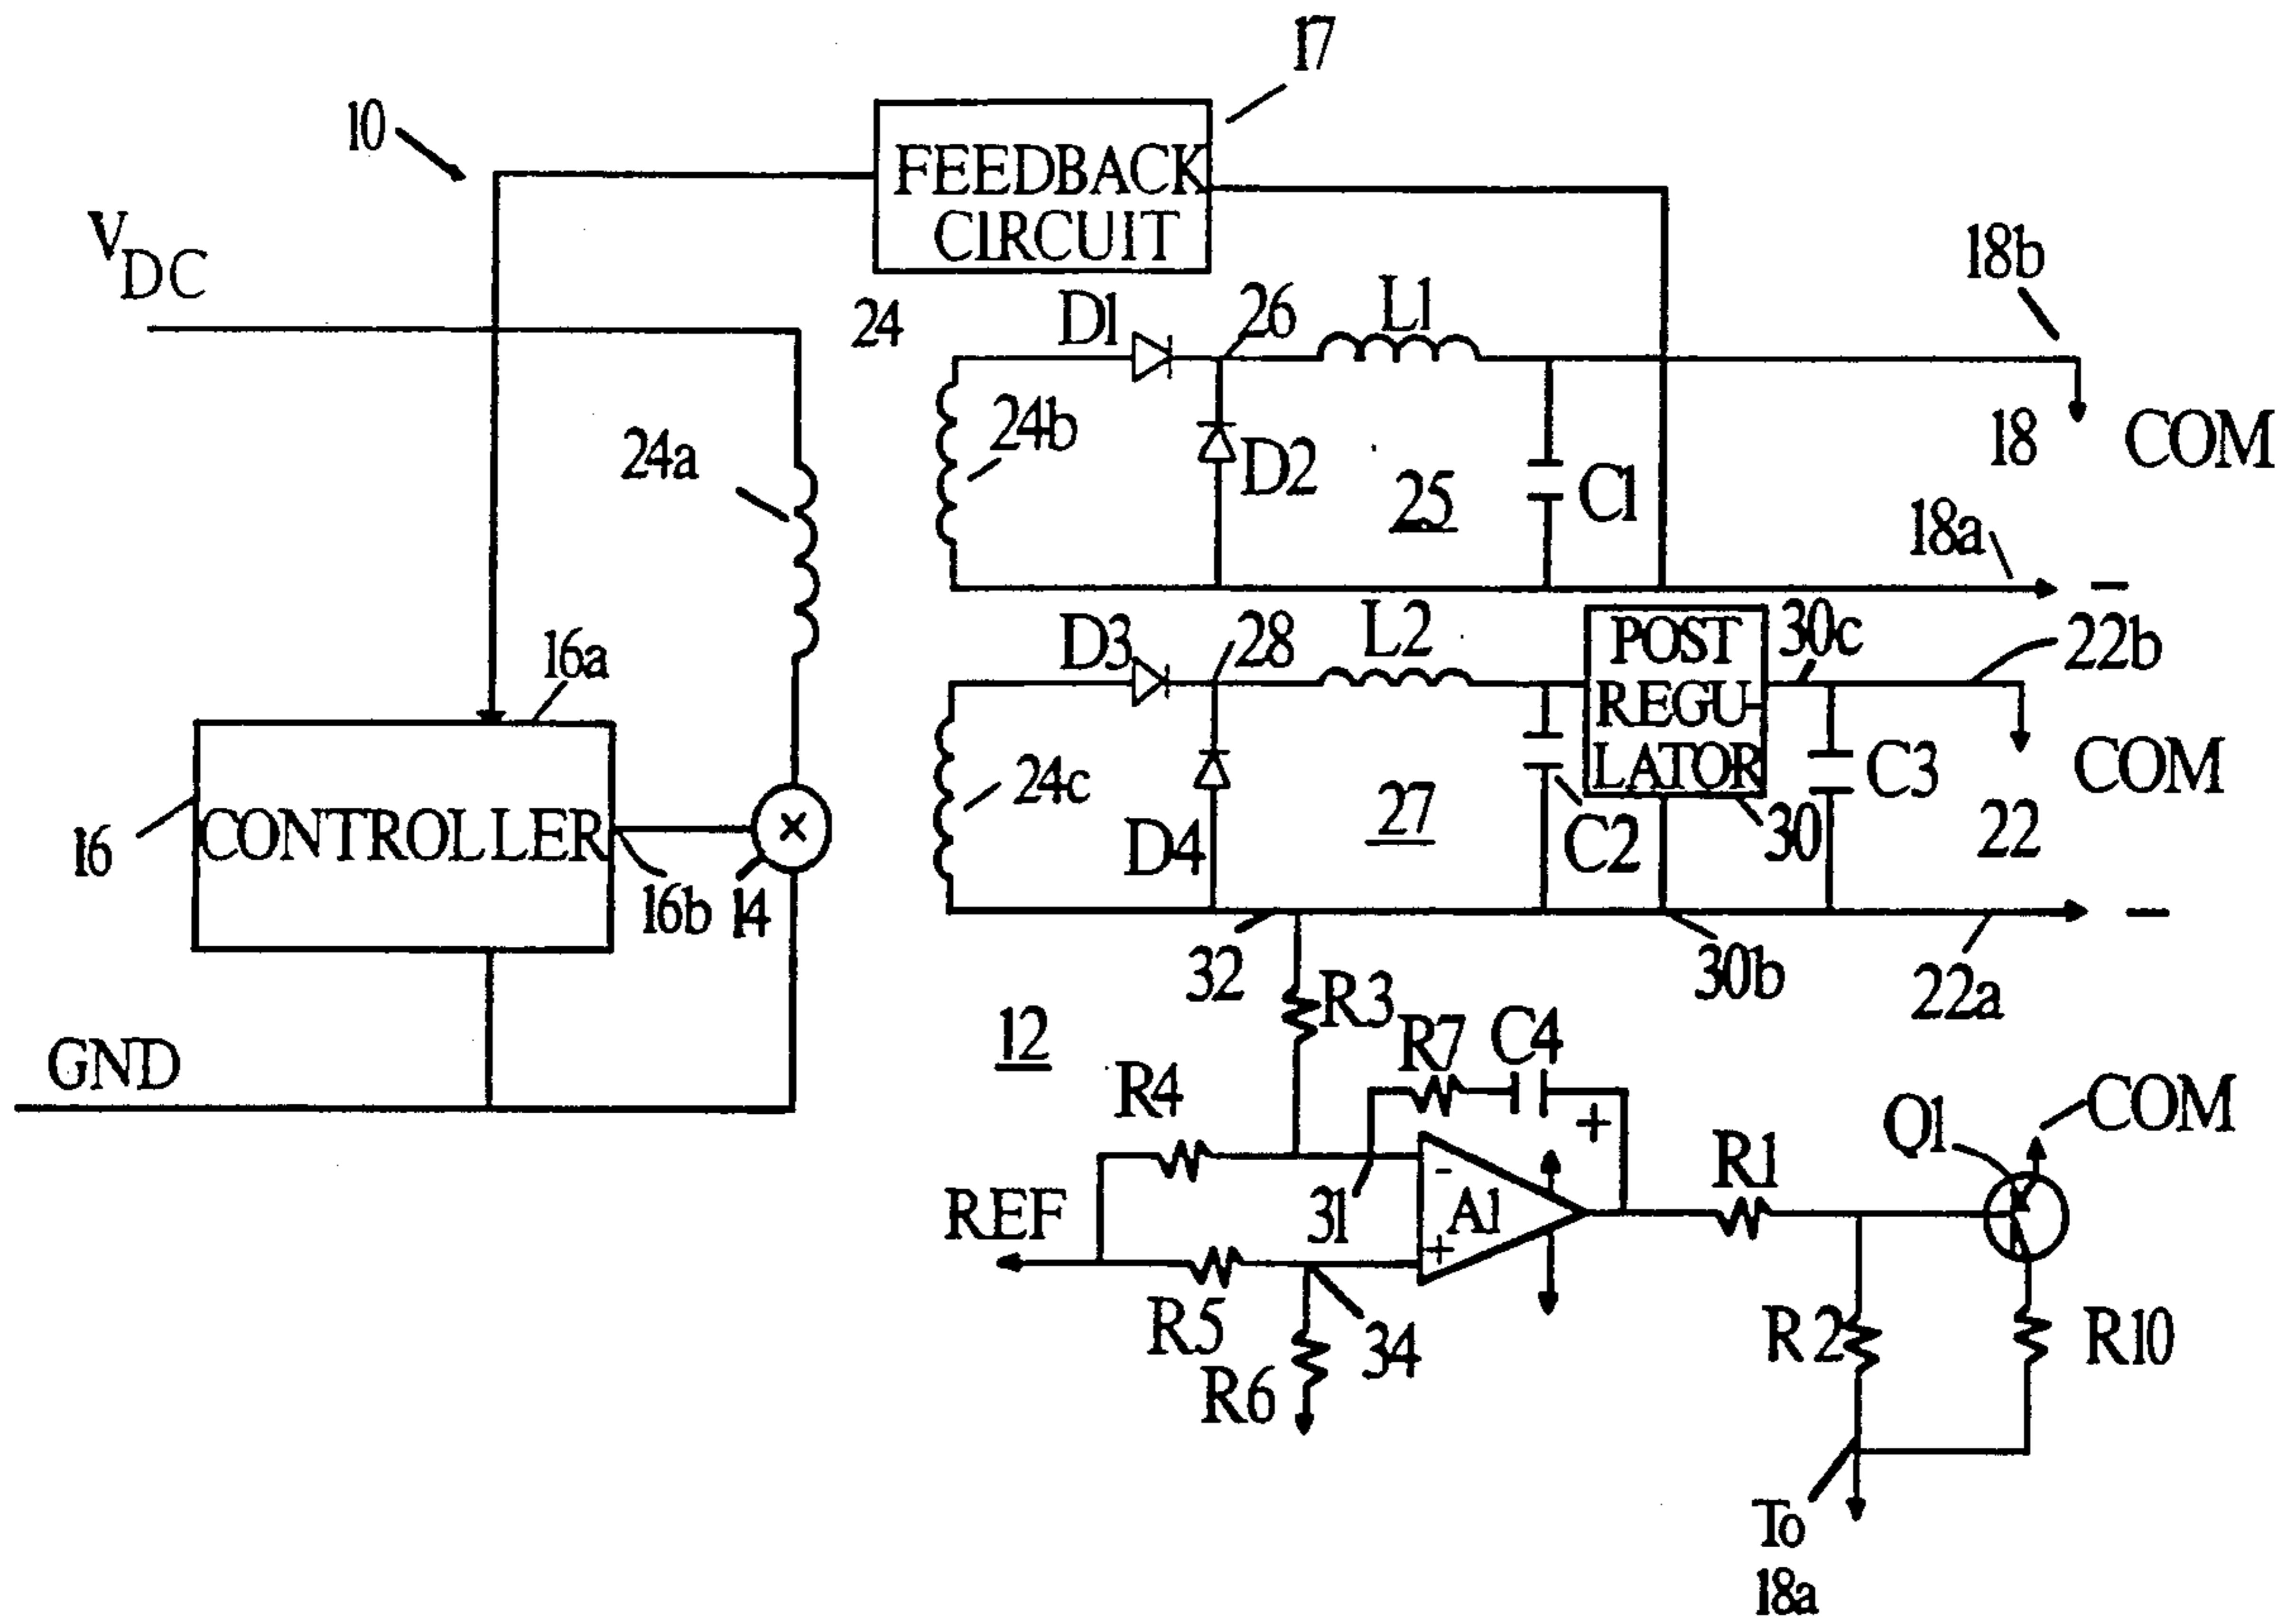 17
10
FEEDBACK
CIRCUIT
V
DC
18b
24
D1
26
L1
24b
D2
25
C1
18
COM
24a
18a
–
D3
28
L2
POST
REGU-
LATOR
30c
22b
16a
24c
D4
27
C2
30
C3
COM
22
16
CONTROLLER
16b
14
–
32
30b
22a
R3
12
R7
C4
GND
R4
+
Q1
COM
R1
REF
31
-
A1
+
R5
34
R6
R2
R10
To
18a